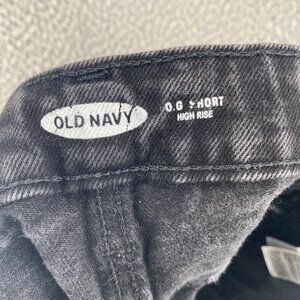 OLD NAVY
O.G SHORT
HIGH RISE